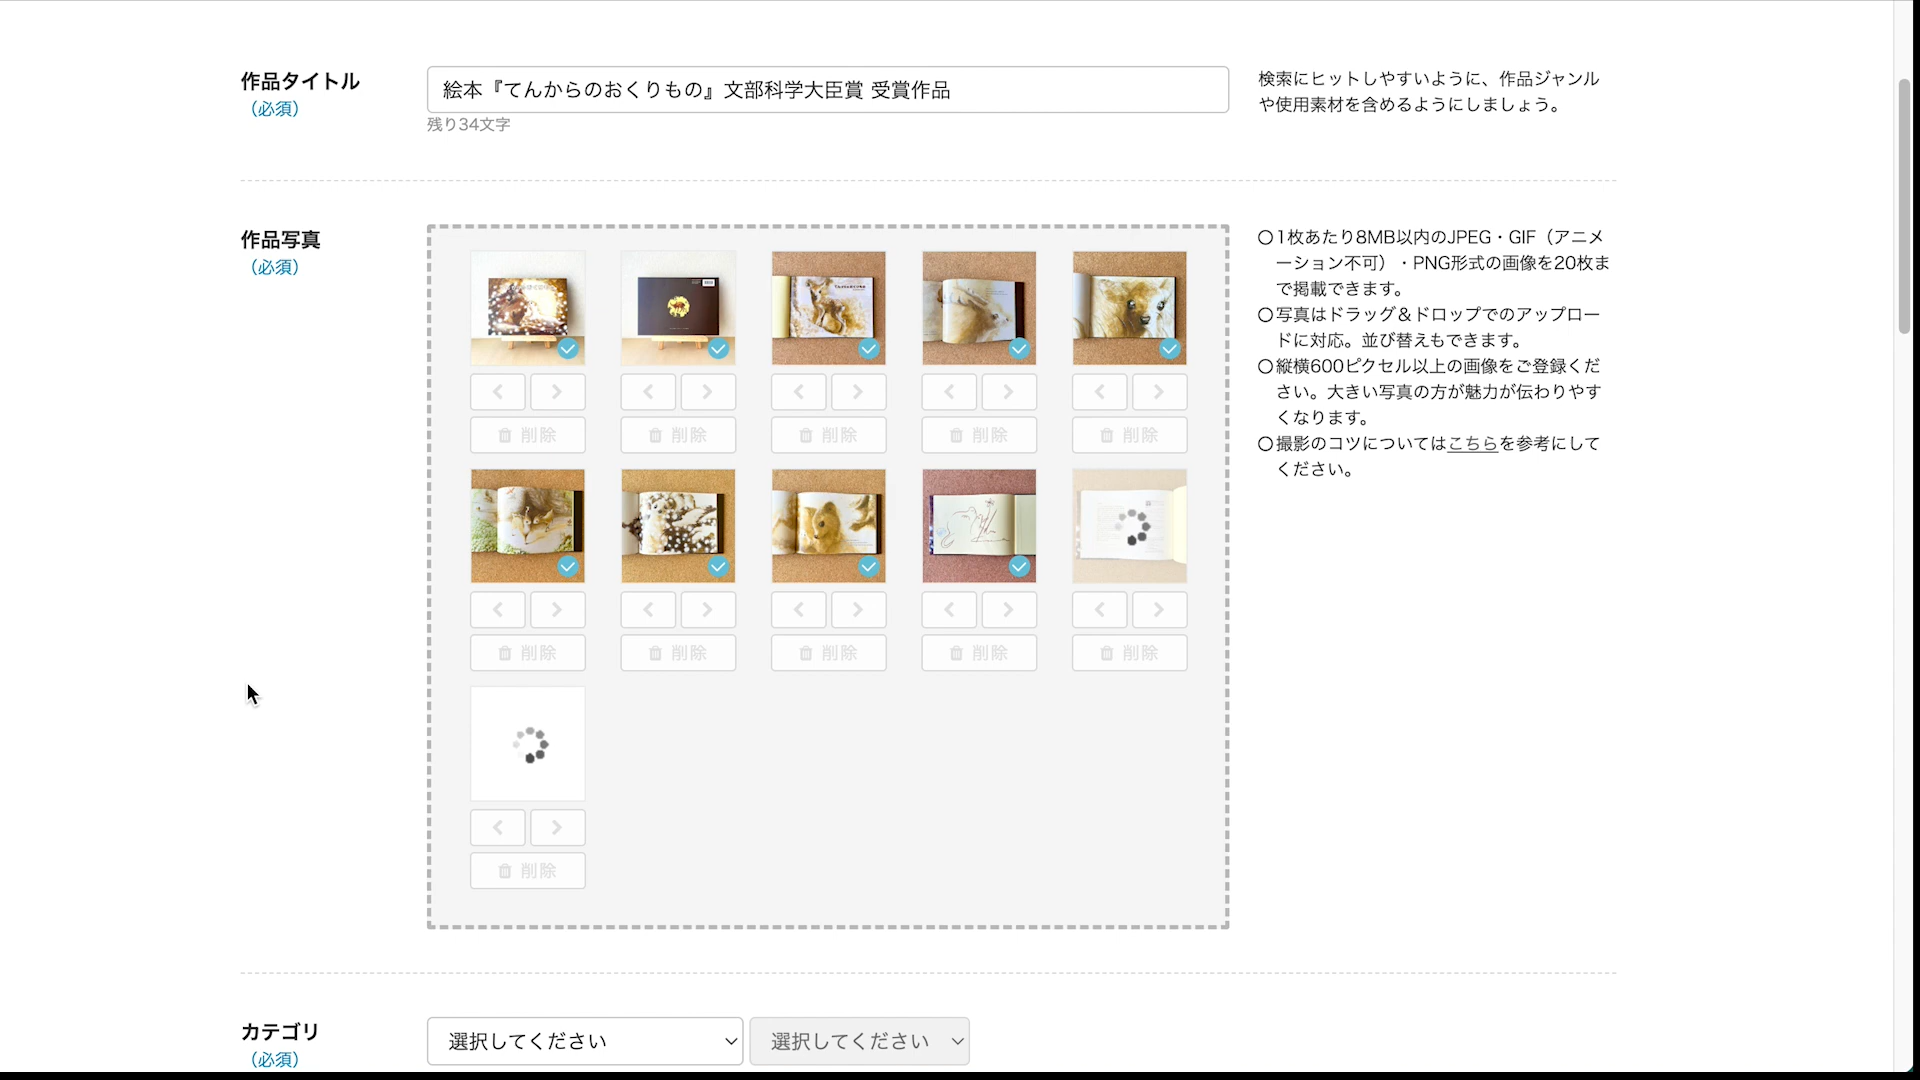 作品タイトル
（必須）
絵本『てんからのおくりもの』文部科学大臣賞 受賞作品
残り34文字
検索にヒットしやすいように、作品ジャンル
や使用素材を含めるようにしましょう。
作品写真
（必須）
削除
削除
削除
削除
削除
削除
削除
削除
削除
削除
削除
〇1枚あたり8MB以内のJPEG・GIF（アニメ
ーション不可）・PNG形式の画像を20枚ま
で掲載できます。
〇写真はドラッグ＆ドロップでのアップロー
ドに対応。並び替えもできます。
〇縦横600ピクセル以上の画像をご登録くだ
さい。大きい写真の方が魅力が伝わりやす
くなります。
〇撮影のコツについてはこちらを参考にして
ください。
カテゴリ
（必須）
選択してください
選択してください